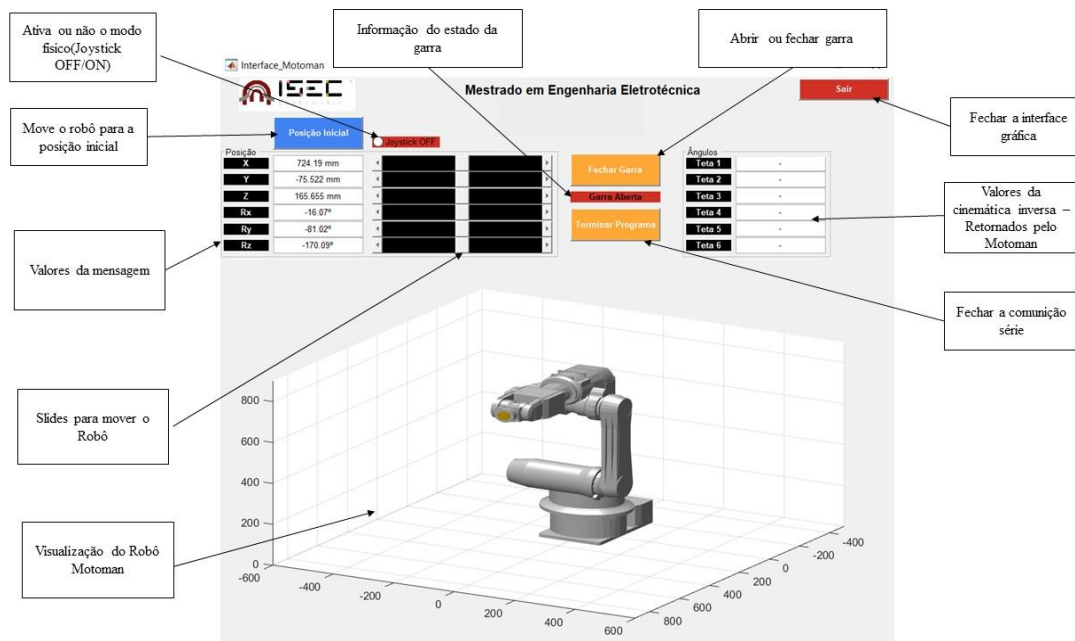 Ativa ou não o modo
fisico(Joystick
OFF/ON)
Informação do estado da
garra
Abrir ou fechar garra
Interface_Motoman
ISEC
Mestrado em Engenharia Eletrotécnica
Sair
Move o robô para a
posição inicial
Posição Inicial
Joystick OFF
Fechar a interface
gráfica
Posição
X 724.19 mm
Y -75.522 mm
Z 165.655 mm
Rx -16.07º
Ry -81.02º
Rz -170.09º
Fechar Garra
Garra Aberta
Terminar Programa
Ângulos
Teta 1 -
Teta 2 -
Teta 3 -
Teta 4 -
Teta 5 -
Teta 6 -
Valores da
cinemática inversa –
Retornados pelo
Motoman
Valores da mensagem
Fechar a comunição
série
Slides para mover o
Robô
Visualização do Robô
Motoman
800
600
400
200
0
-600
-400
-200
0
200
400
600
800
600
400
200
0
-200
-400